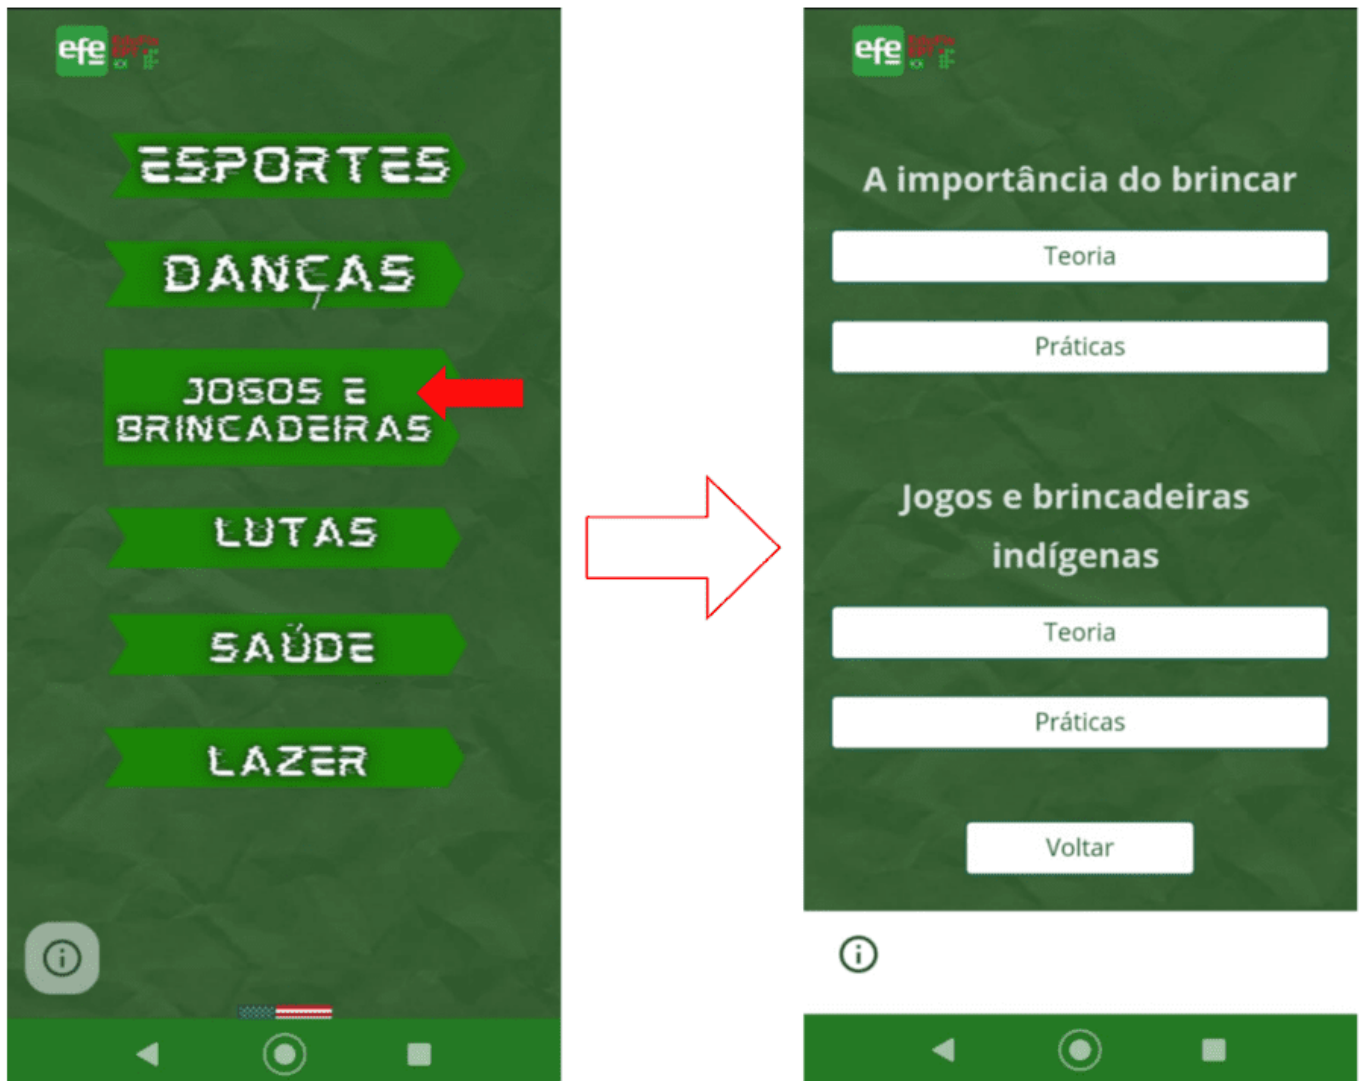 efe
ESPORTES
DANÇAS
JOGOS E
BRINCADEIRAS
LUTAS
SAÚDE
LAZER
efe
A importância do brincar
Teoria
Práticas
Jogos e brincadeiras
indígenas
Teoria
Práticas
Voltar